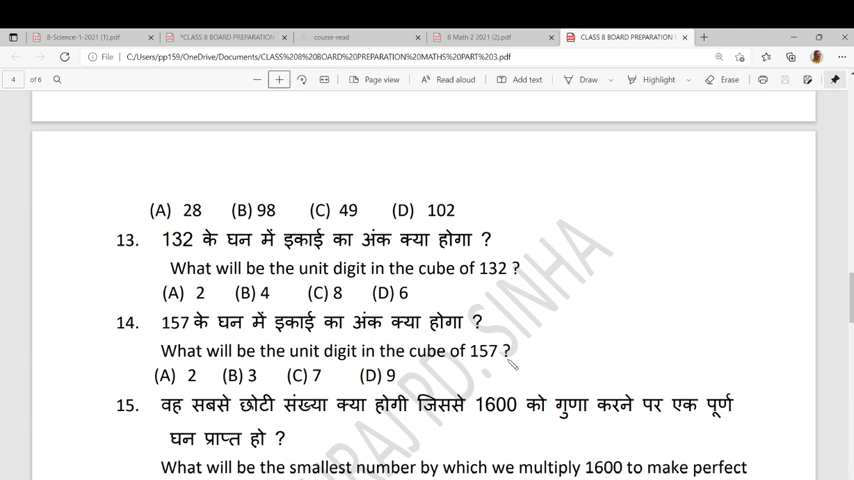 8-Science-1-2021 (1).pdf
*CLASS 8 BOARD PREPARATION
course-read
8 Math 2 2021 (2).pdf
CLASS 8 BOARD PREPARATION
File C:/Users/pp159/OneDrive/Documents/CLASS%208%20BOARD%20PREPARATION%20MATHS%20PART%203.pdf
4 of 6 Page view Read aloud Add text Draw Highlight Erase
(A) 28 (B) 98 (C) 49 (D) 102
13. 132 के घन में इकाई का अंक क्या होगा ?
What will be the unit digit in the cube of 132 ?
(A) 2 (B) 4 (C) 8 (D) 6
14. 157 के घन में इकाई का अंक क्या होगा ?
What will be the unit digit in the cube of 157 ?
(A) 2 (B) 3 (C) 7 (D) 9
15. वह सबसे छोटी संख्या क्या होगी जिससे 1600 को गुणा करने पर एक पूर्ण
घन प्राप्त हो ?
What will be the smallest number by which we multiply 1600 to make perfect
RAJ RD. SINHA